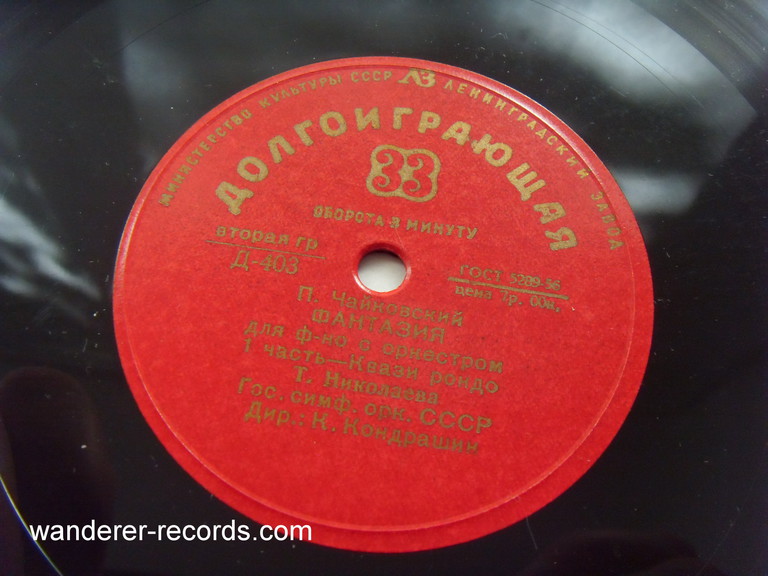 МИНИСТЕРСТВО КУЛЬТУРЫ СССР ЛЗ ЛЕНИНГРАДСКИЙ ЗАВОД
ДОЛГОИГРАЮЩАЯ
33
ОБОРОТА В МИНУТУ
вторая гр
Д-403
ГОСТ 5289-56
цена 7р. 60к.
П. Чайковский
ФАНТАЗИЯ
для ф-но с оркестром
I часть—Квази рондо
Т. Николаева
Гос. симф. орк. СССР
Дир.: К. Кондрашин
wanderer-records.com